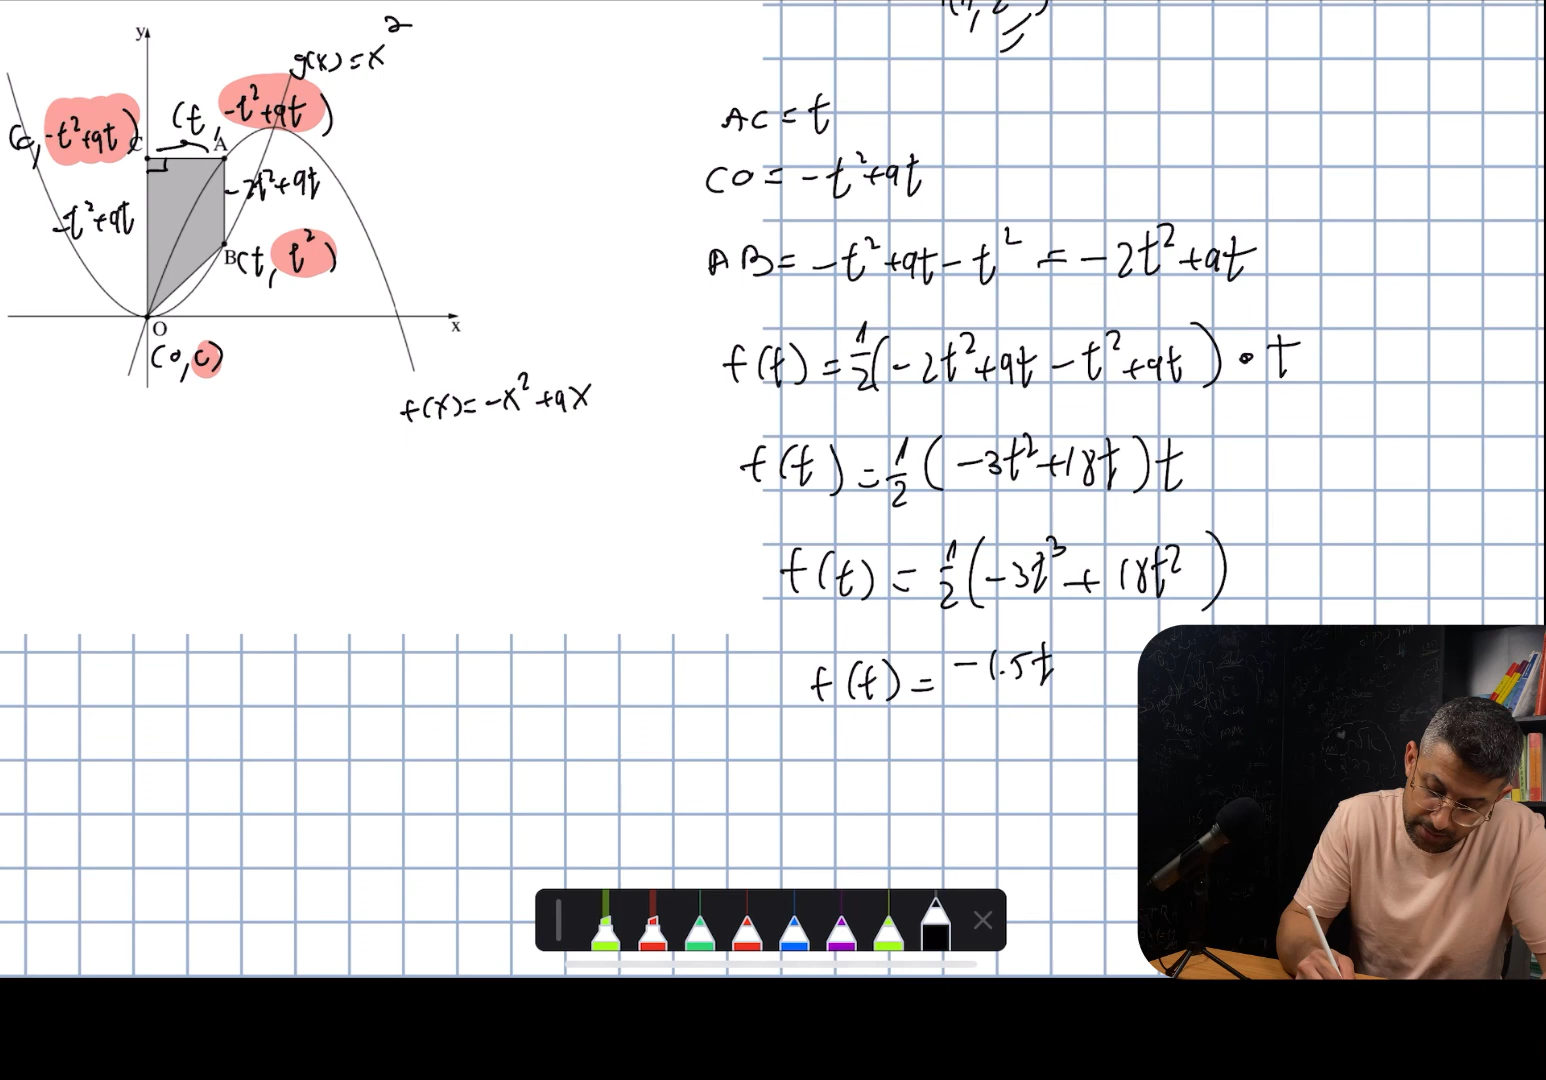 y
g(x)=x²
(0, -t²+9t)
(t, -t²+9t)
C
A
-2t²+9t
-t²+9t
B(t, t²)
O
x
(0,0)
f(x)=-x²+9x
AC = t
CO = -t²+9t
AB = -t²+9t-t² = -2t²+9t
f(t) = 1/2(-2t²+9t-t²+9t)·t
f(t) = 1/2(-3t²+18t)t
f(t) = 1/2(-3t³+18t²)
f(t) = -1.5t